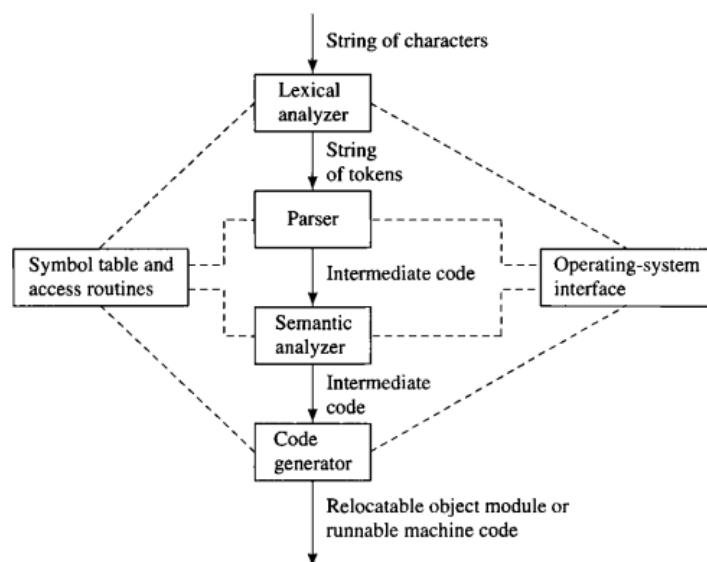 String of characters
Lexical
analyzer
String
of tokens
Parser
Symbol table and
access routines
Intermediate code
Operating-system
interface
Semantic
analyzer
Intermediate
code
Code
generator
Relocatable object module or
runnable machine code